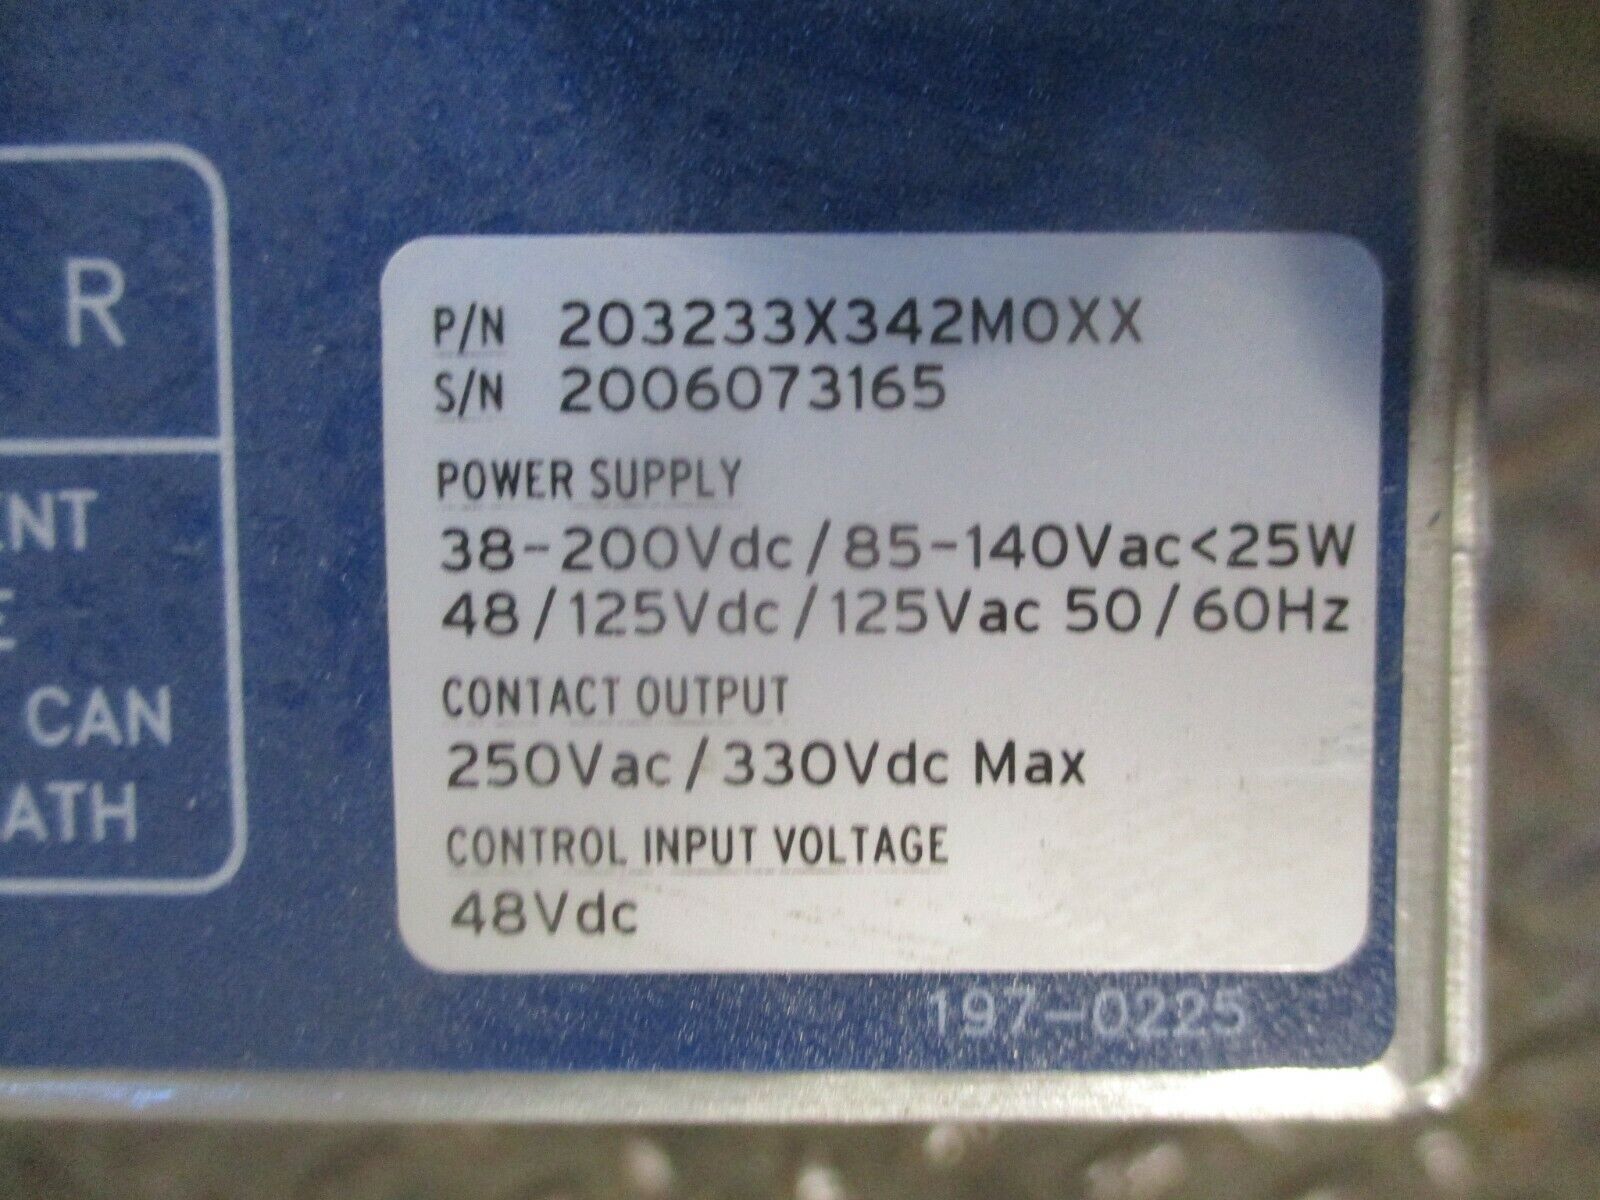 R
ENT
E
CAN
ATH
P/N 203233X342M0XX
S/N 2006073165
POWER SUPPLY
38-200Vdc/85-140Vac<25W
48/125Vdc/125Vac 50/60Hz
CONTACT OUTPUT
250Vac/330Vdc Max
CONTROL INPUT VOLTAGE
48Vdc
197-0225